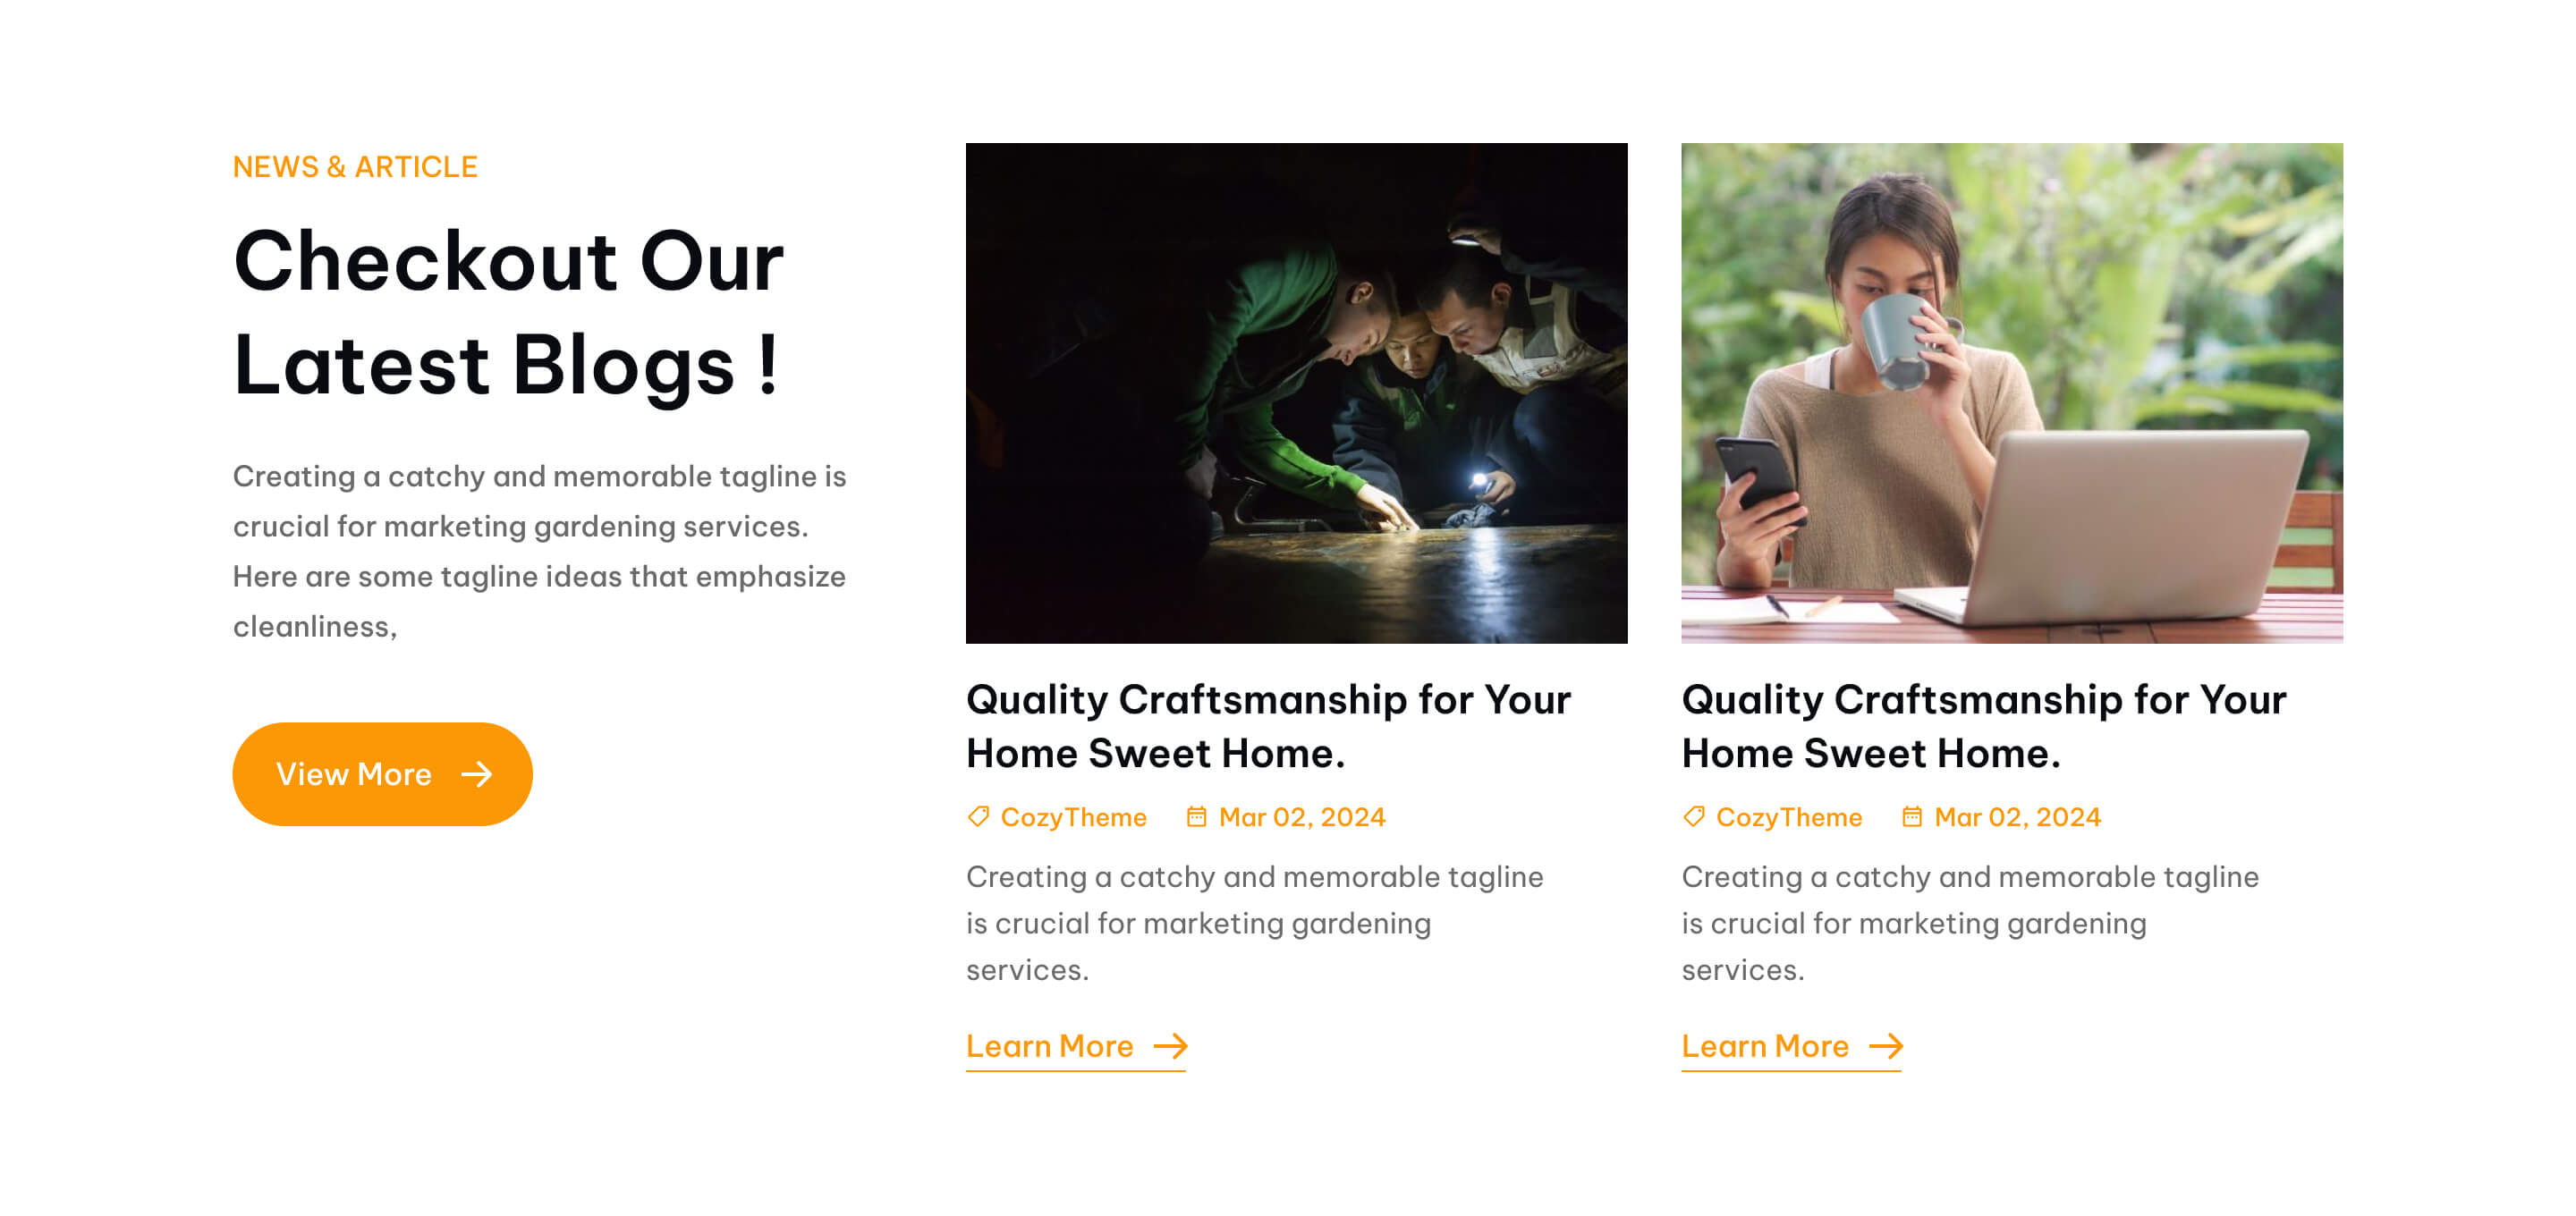 NEWS & ARTICLE
Checkout Our
Latest Blogs !
Creating a catchy and memorable tagline is
crucial for marketing gardening services.
Here are some tagline ideas that emphasize
cleanliness,
View More
Quality Craftsmanship for Your
Home Sweet Home.
CozyTheme Mar 02, 2024
Creating a catchy and memorable tagline
is crucial for marketing gardening
services.
Learn More
Quality Craftsmanship for Your
Home Sweet Home.
CozyTheme Mar 02, 2024
Creating a catchy and memorable tagline
is crucial for marketing gardening
services.
Learn More